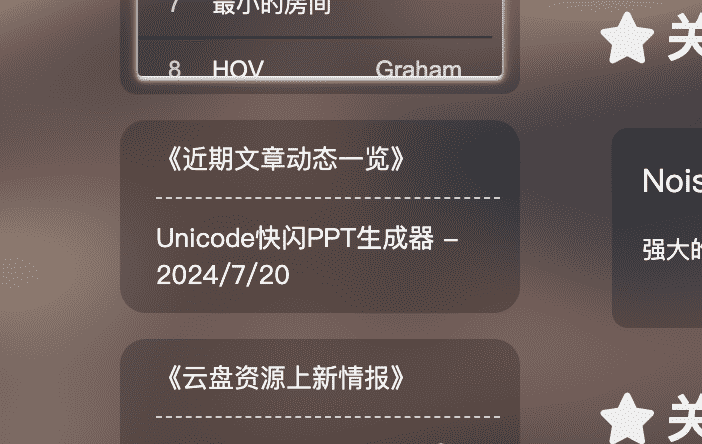 7 最小的房间
8 HOV Graham
《近期文章动态一览》
Unicode快闪PPT生成器 –
2024/7/20
《云盘资源上新情报》
★ 关
Nois
强大的
★ 关